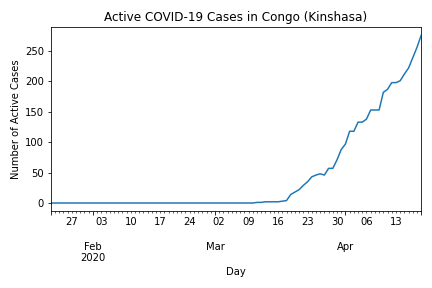 Active COVID-19 Cases in Congo (Kinshasa)
Number of Active Cases
250
200
150
100
50
0
27 03 10 17 24 02 09 16 23 30 06 13
Feb Mar Apr
2020
Day